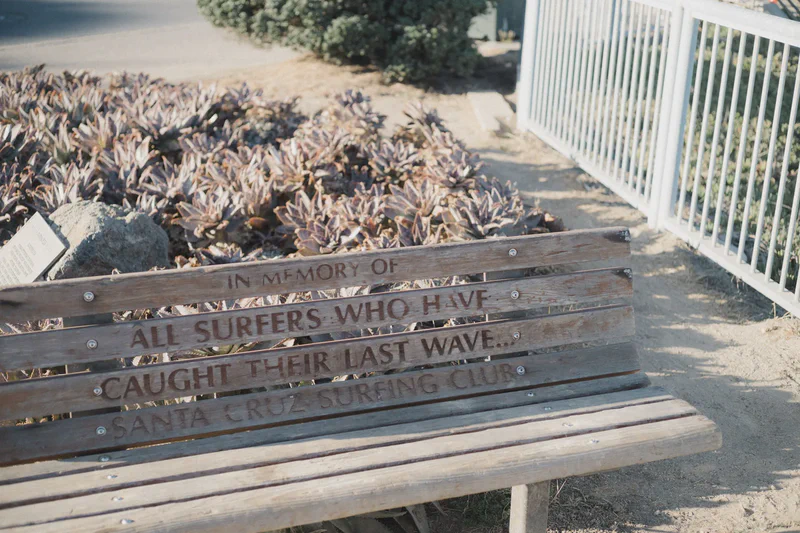 IN MEMORY OF
ALL SURFERS WHO HAVE
CAUGHT THEIR LAST WAVE...
SANTA CRUZ SURFING CLUB